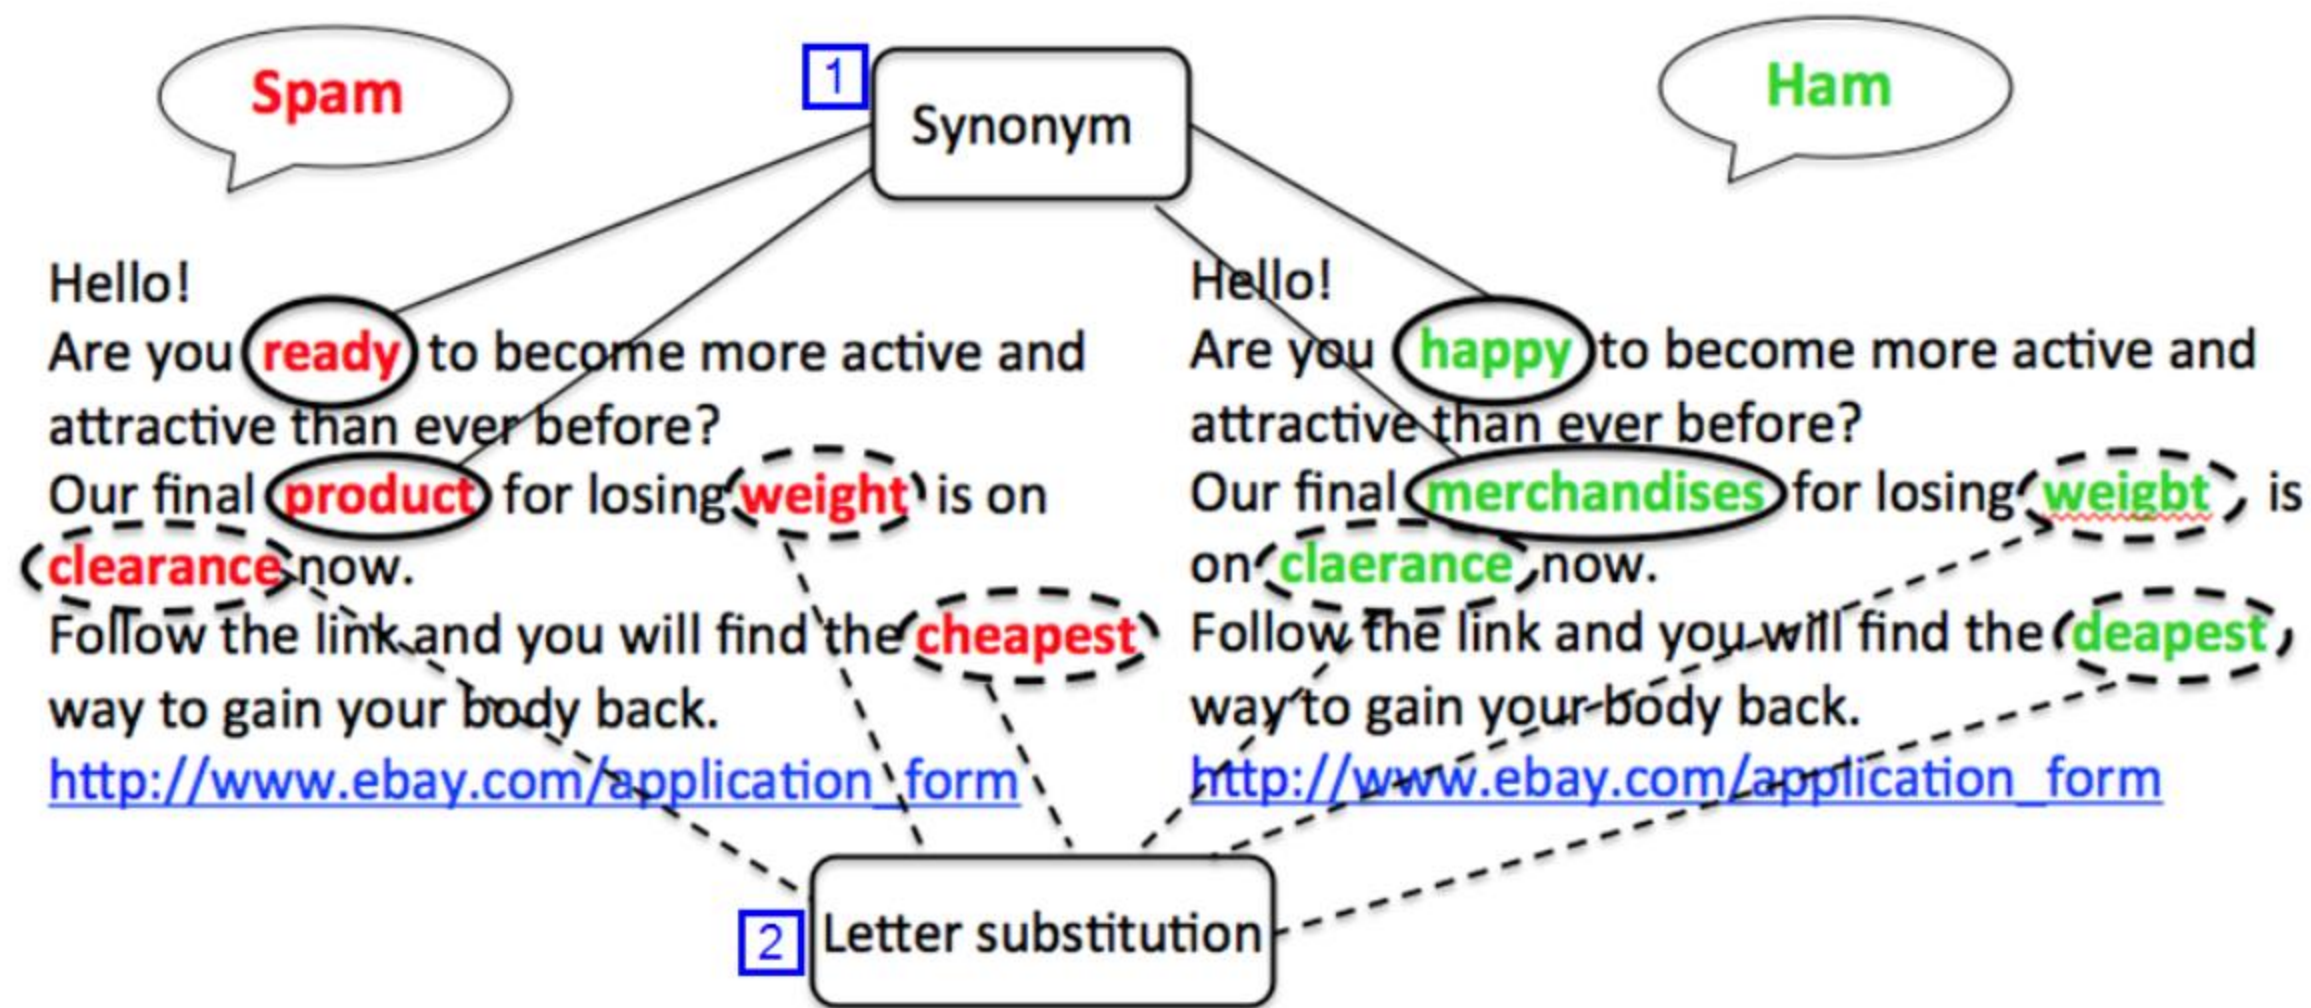 Spam
1
Synonym
Ham
Hello!
Are you ready to become more active and
attractive than ever before?
Our final product for losing weight is on
clearance now.
Follow the link and you will find the cheapest
way to gain your body back.
http://www.ebay.com/application_form
Hello!
Are you happy to become more active and
attractive than ever before?
Our final merchandises for losing weigbt is
on claerance now.
Follow the link and you will find the deapest
way to gain your body back.
http://www.ebay.com/application_form
2
Letter substitution